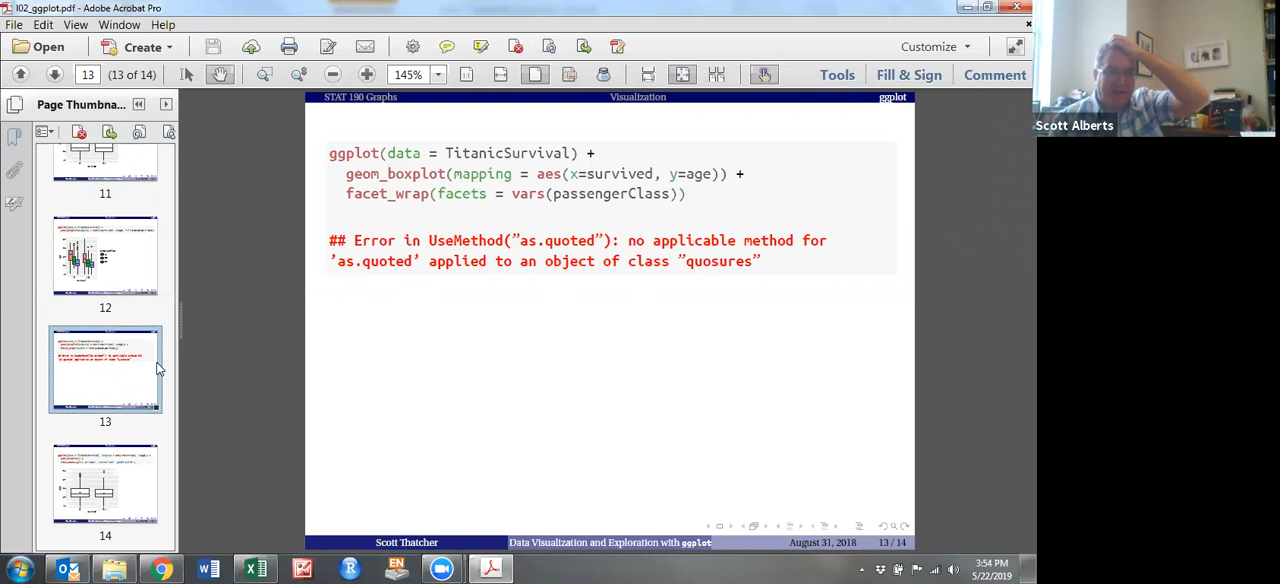 I02_ggplot.pdf - Adobe Acrobat Pro
File Edit View Window Help
Open Create Customize
13 (13 of 14) 145% Tools Fill & Sign Comment
Page Thumbna...
11
12
13
14
STAT 190 Graphs Visualization ggplot
ggplot(data = TitanicSurvival) +
geom_boxplot(mapping = aes(x=survived, y=age)) +
facet_wrap(facets = vars(passengerClass))
## Error in UseMethod(”as.quoted”): no applicable method for
’as.quoted’ applied to an object of class ”quosures”
Scott Thatcher Data Visualization and Exploration with ggplot August 31, 2018 13 / 14
Scott Alberts
EN
3:54 PM
5/22/2019